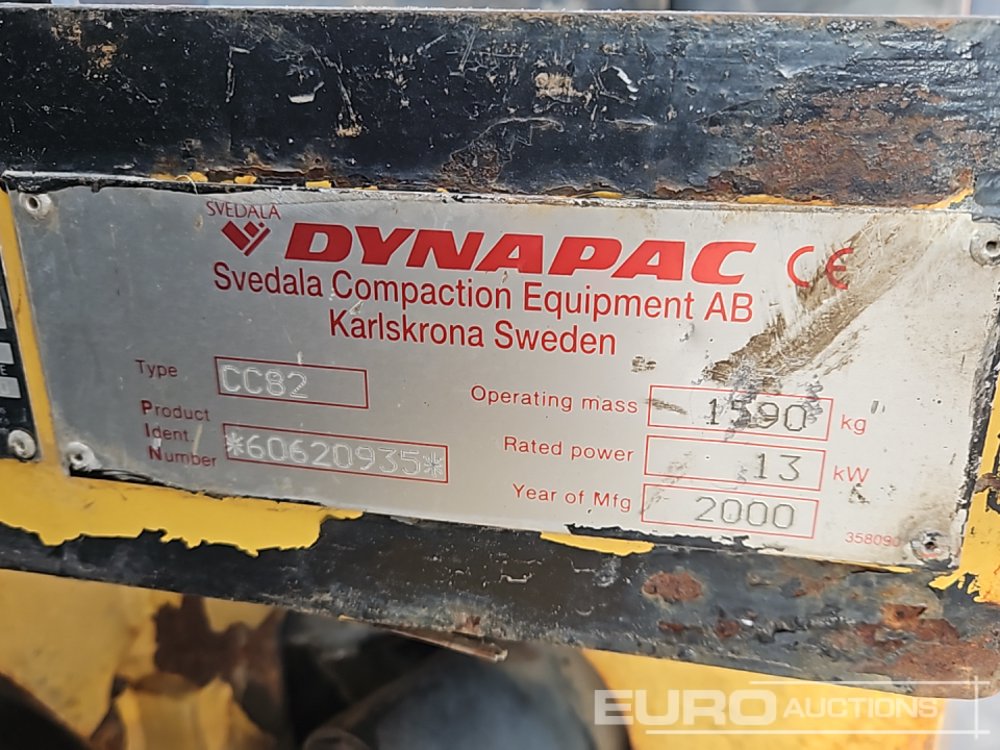 SVEDALA
DYNAPAC CE
Svedala Compaction Equipment AB
Karlskrona Sweden
Type CC82
Product
Ident.
Number *60620935*
Operating mass 1590 kg
Rated power 13 kW
Year of Mfg 2000
358090
EURO AUCTIONS